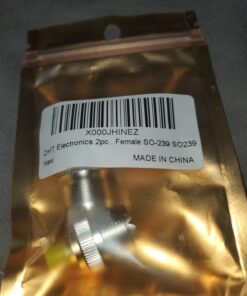 X000JHINEZ
DHT Electronics 2pc...Female SO-239 SO239
New
MADE IN CHINA